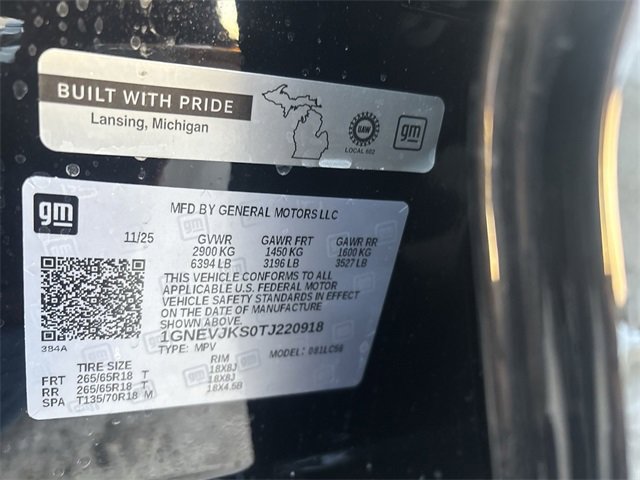 BUILT WITH PRIDE
Lansing, Michigan
UAW
LOCAL 602
gm
gm
MFD BY GENERAL MOTORS LLC
11/25 GVWR GAWR FRT GAWR RR
2900 KG 1450 KG 1600 KG
6394 LB 3196 LB 3527 LB
THIS VEHICLE CONFORMS TO ALL
APPLICABLE U.S. FEDERAL MOTOR
VEHICLE SAFETY STANDARDS IN EFFECT
ON THE DATE OF MANUFACTURE
SHOWN ABOVE.
1GNEVJKS0TJ220918
3B4A
TYPE: MPV MODEL: 081LC56
TIRE SIZE RIM
FRT 265/65R18 T 18X8J
RR 265/65R18 T 18X8J
SPA T135/70R18 M 18X4.5B